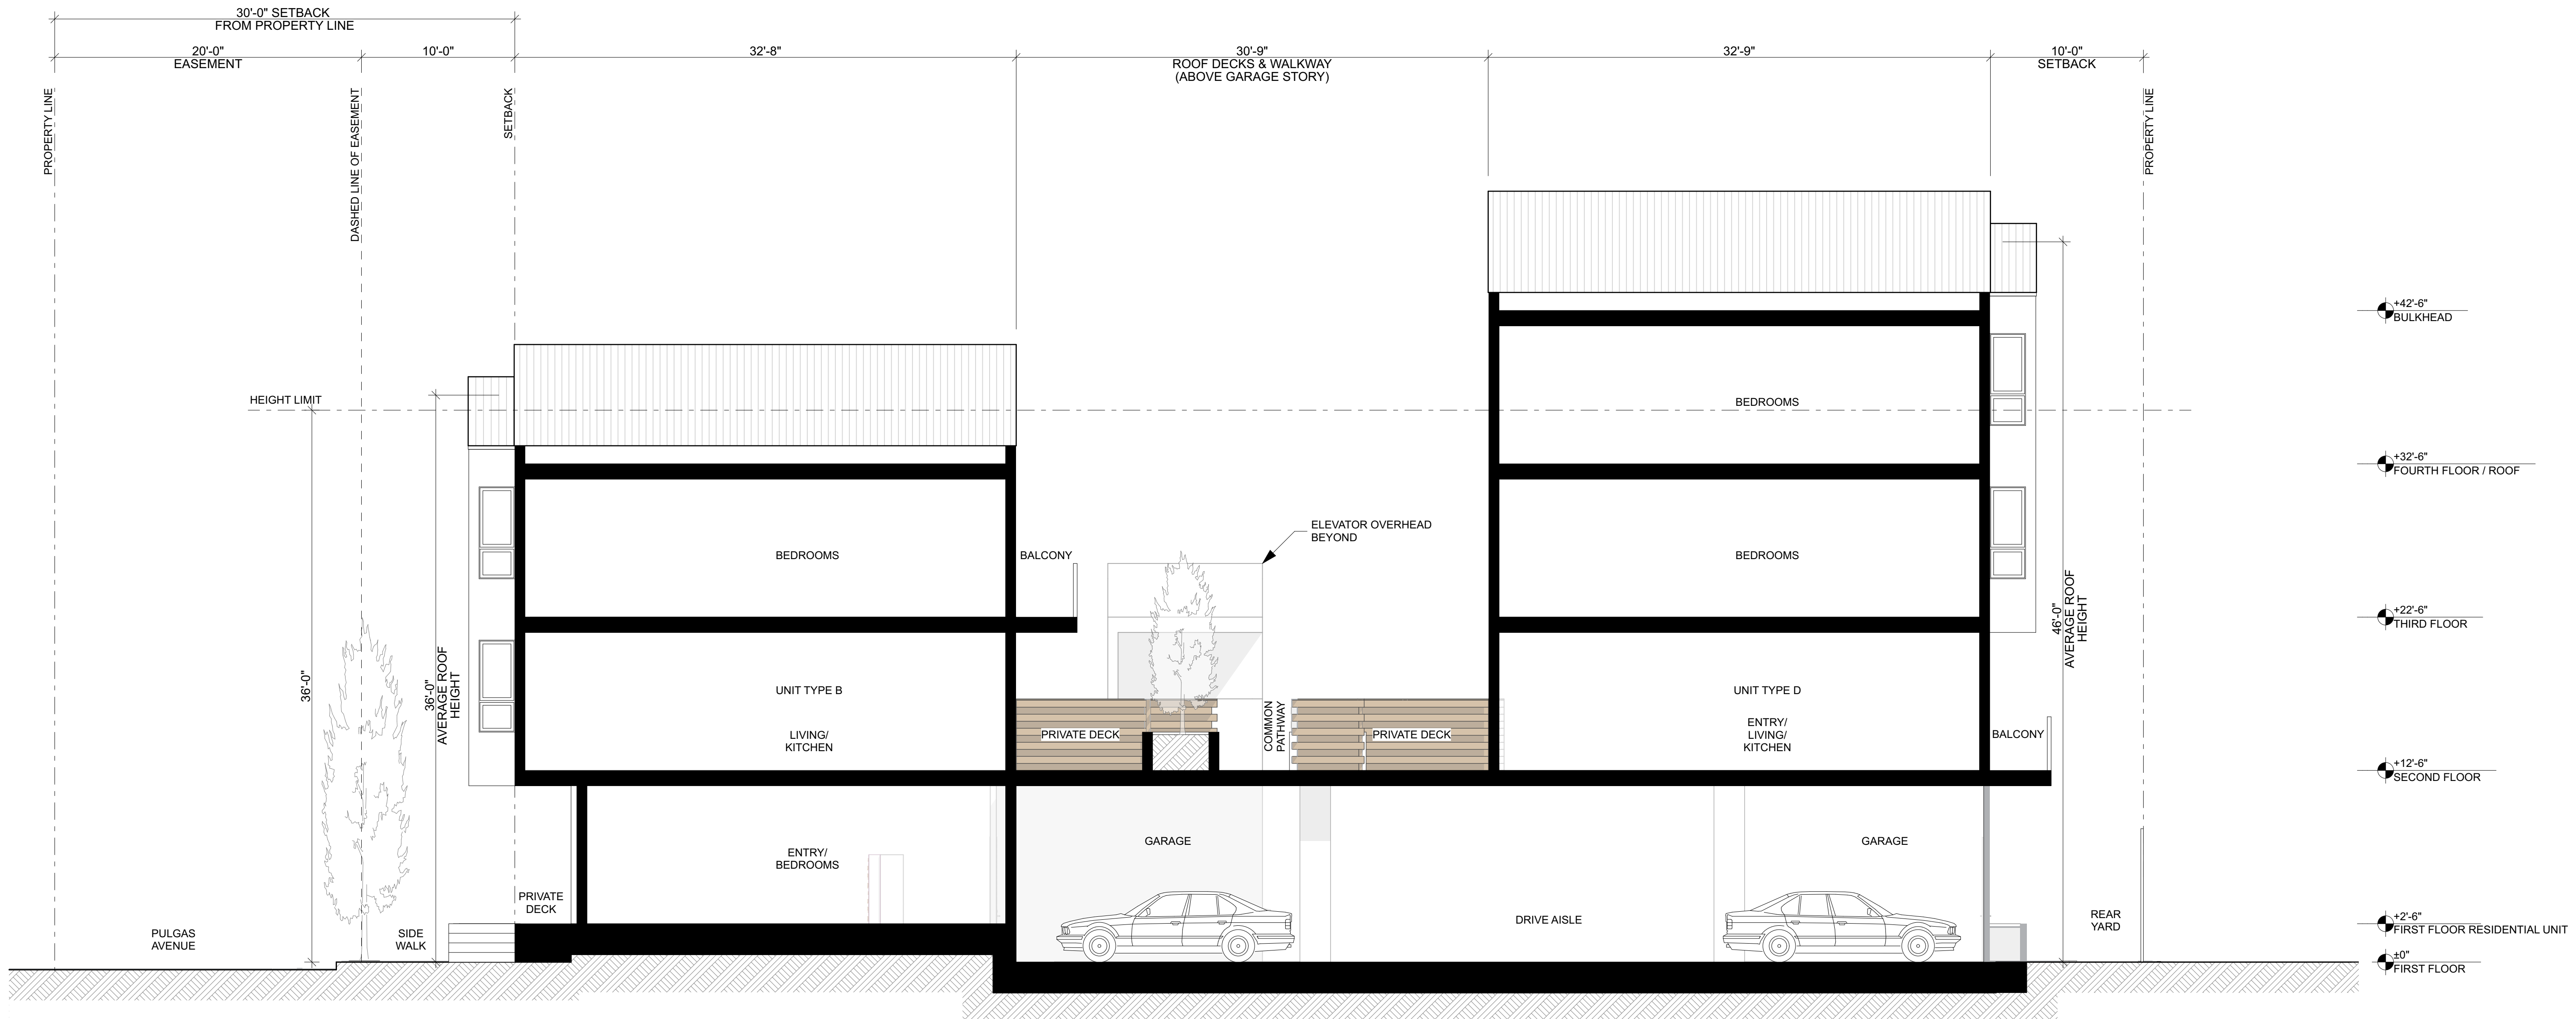 30'-0" SETBACK
FROM PROPERTY LINE
20'-0"
EASEMENT
10'-0"
32'-8"
30'-9"
ROOF DECKS & WALKWAY
(ABOVE GARAGE STORY)
32'-9"
10'-0"
SETBACK
PROPERTY LINE
DASHED LINE OF EASEMENT
SETBACK
PROPERTY LINE
+42'-6"
BULKHEAD
HEIGHT LIMIT
BEDROOMS
+32'-6"
FOURTH FLOOR / ROOF
ELEVATOR OVERHEAD
BEYOND
BEDROOMS
BALCONY
BEDROOMS
+22'-6"
THIRD FLOOR
36'-0"
36'-0"
AVERAGE ROOF
HEIGHT
46'-0"
AVERAGE ROOF
HEIGHT
UNIT TYPE B
LIVING/
KITCHEN
PRIVATE DECK
COMMON
PATHWAY
PRIVATE DECK
UNIT TYPE D
ENTRY/
LIVING/
KITCHEN
BALCONY
+12'-6"
SECOND FLOOR
ENTRY/
BEDROOMS
GARAGE
GARAGE
PRIVATE
DECK
DRIVE AISLE
REAR
YARD
PULGAS
AVENUE
SIDE
WALK
+2'-6"
FIRST FLOOR RESIDENTIAL UNIT
±0"
FIRST FLOOR